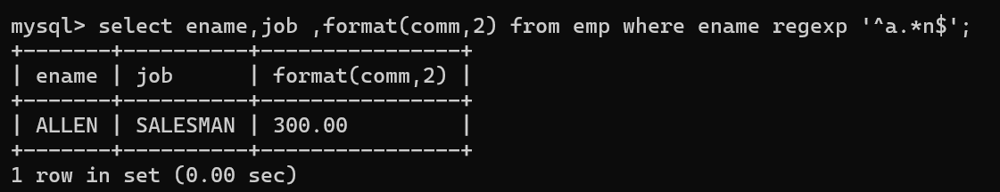 mysql> select ename,job ,format(comm,2) from emp where ename regexp '^a.*n$';
+-------+----------+----------------+
| ename | job      | format(comm,2) |
+-------+----------+----------------+
| ALLEN | SALESMAN | 300.00         |
+-------+----------+----------------+
1 row in set (0.00 sec)